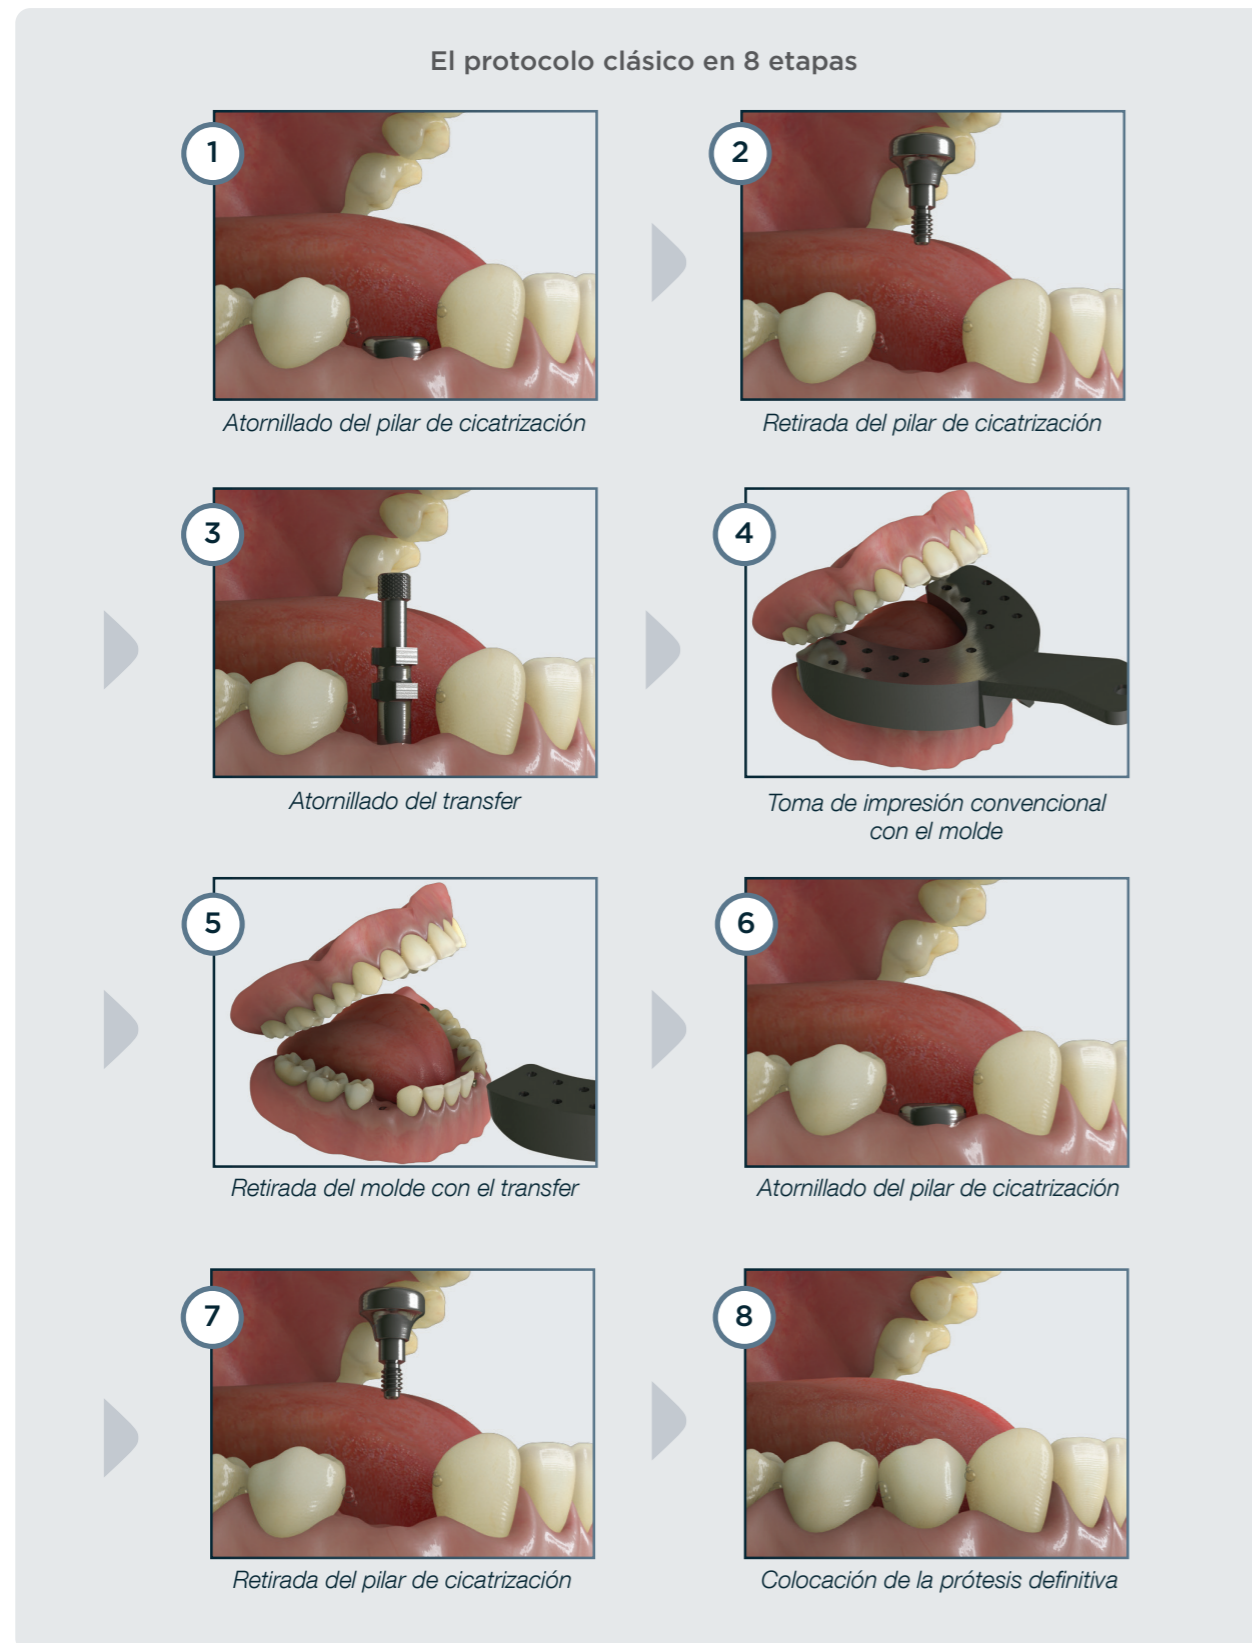 El protocolo clásico en 8 etapas
1
Atornillado del pilar de cicatrización
2
Retirada del pilar de cicatrización
3
Atornillado del transfer
4
Toma de impresión convencional
con el molde
5
Retirada del molde con el transfer
6
Atornillado del pilar de cicatrización
7
Retirada del pilar de cicatrización
8
Colocación de la prótesis definitiva